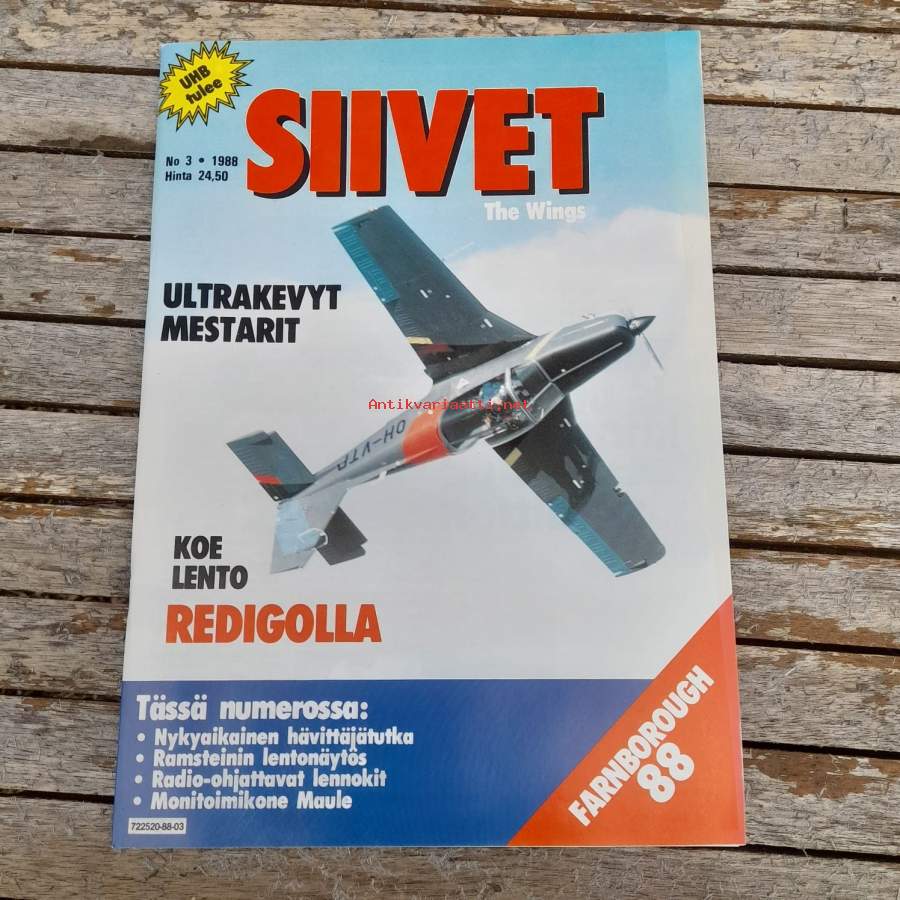 UHB
tulee
SIIVET
No 3 • 1988
Hinta 24,50
The Wings
ULTRAKEVYT
MESTARIT
Antikvariaatti.net
OH-VTP
KOE
LENTO
REDIGOLLA
Tässä numerossa:
• Nykyaikainen hävittäjätutka
• Ramsteinin lentonäytös
• Radio-ohjattavat lennokit
• Monitoimikone Maule
722520-88-03
FARNBOROUGH
88